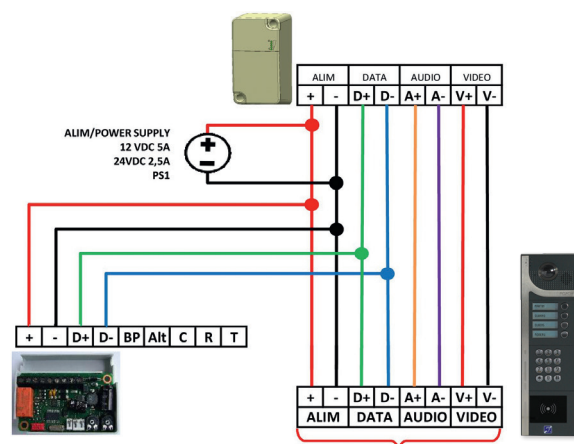 ALIM DATA AUDIO VIDEO
+ - D+ D- A+ A- V+ V-
ALIM/POWER SUPPLY
12 VDC 5A
24VDC 2,5A
PS1
+
-
+ - D+ D- BP Alt C R T
+ - D+ D- A+ A- V+ V-
ALIM DATA AUDIO VIDEO